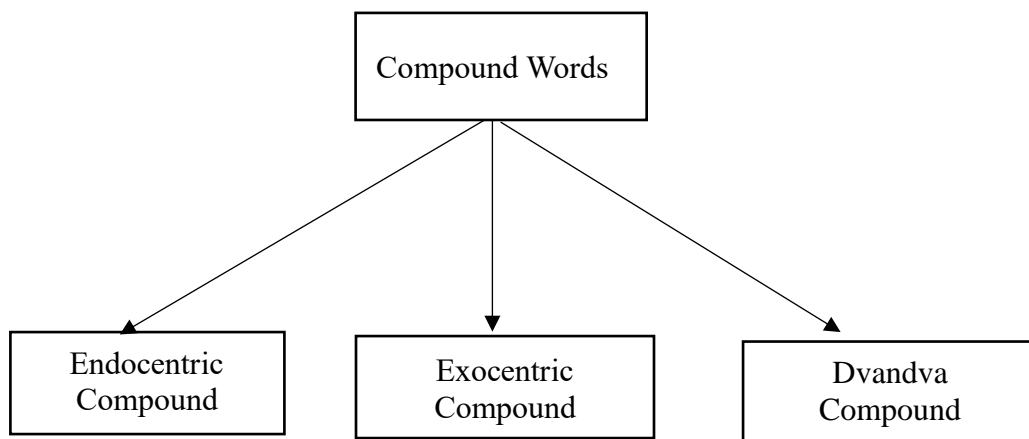 Compound Words
Endocentric
Compound
Exocentric
Compound
Dvandva
Compound